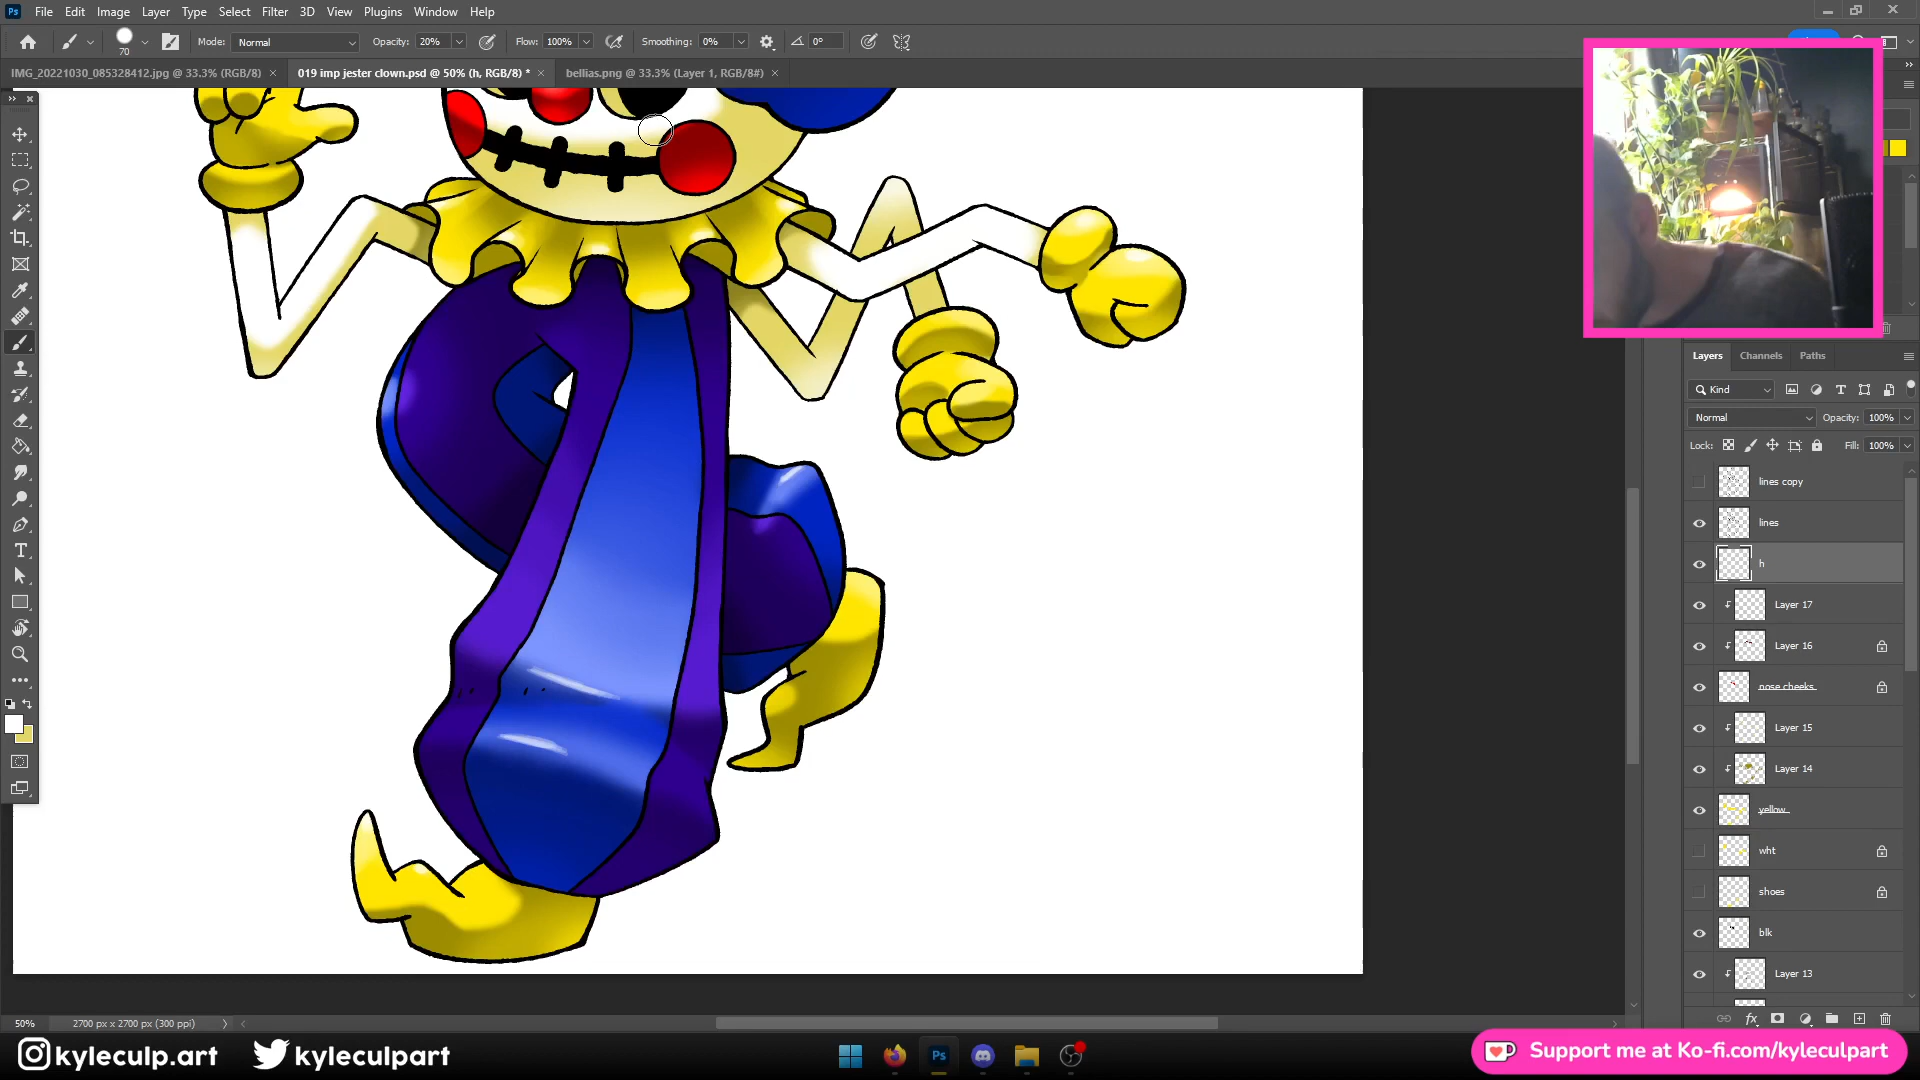 Ps File Edit Image Layer Type Select Filter 3D View Plugins Window Help
70 Mode: Normal Opacity: 20% Flow: 100% Smoothing: 0% 0°
IMG_20221030_085328412.jpg @ 33.3% (RGB/8) × 019 imp jester clown.psd @ 50% (h, RGB/8) * × bellias.png @ 33.3% (Layer 1, RGB/8#) ×
Layers Channels Paths
Kind
Normal Opacity: 100%
Lock: Fill: 100%
lines copy
lines
h
Layer 17
Layer 16
nose cheeks
Layer 15
Layer 14
yellow
wht
shoes
blk
Layer 13
fx
50% 2700 px x 2700 px (300 ppi)
kyleculp.art kyleculpart
Ps
Support me at Ko-fi.com/kyleculpart